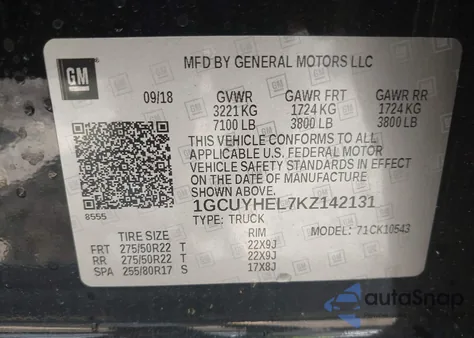 GM
MFD BY GENERAL MOTORS LLC
09/18 GVWR GAWR FRT GAWR RR
3221 KG 1724 KG 1724 KG
7100 LB 3800 LB 3800 LB
THIS VEHICLE CONFORMS TO ALL
APPLICABLE U.S. FEDERAL MOTOR
VEHICLE SAFETY STANDARDS IN EFFECT
ON THE DATE OF MANUFACTURE
SHOWN ABOVE.
1GCUYHEL7KZ142131
8555
TYPE: TRUCK MODEL: 71CK10543
TIRE SIZE RIM
FRT 275/50R22 T 22X9J
RR 275/50R22 T 22X9J
SPA 255/80R17 S 17X8J
autoSnap